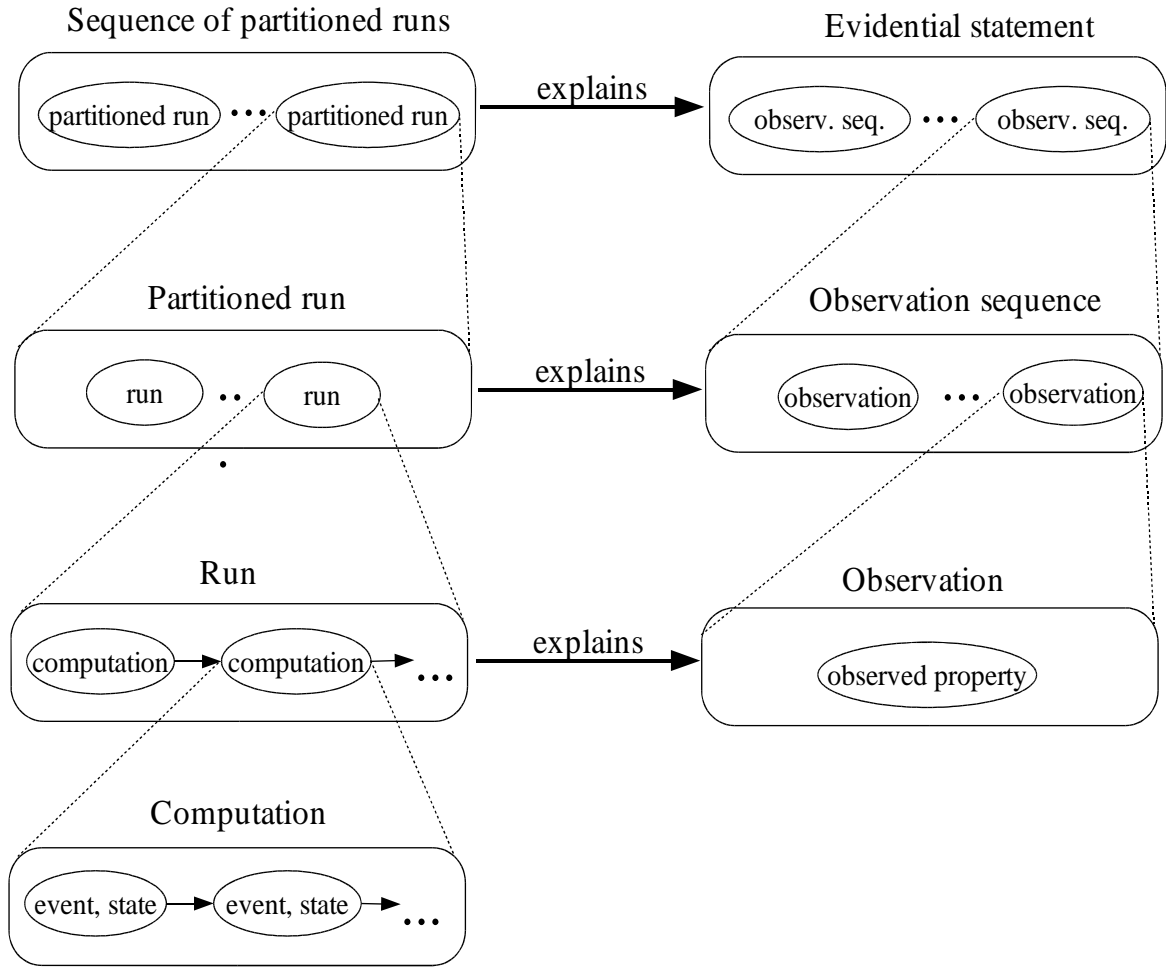 Sequence of partitioned runs
Evidential statement
partitioned run ... partitioned run
explains
observ. seq. ... observ. seq.
Partitioned run
Observation sequence
run ... run
explains
observation ... observation
Run
Observation
computation computation ...
explains
observed property
Computation
event, state event, state ...